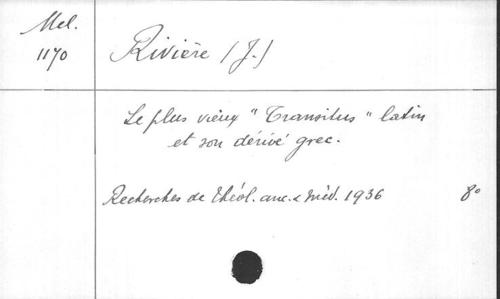 Mel.
1170
Rivière (J.)
Le plus vieux "Transitus" latin
et son dérivé grec.
Recherches de Théol. anc. & méd. 1936 8°